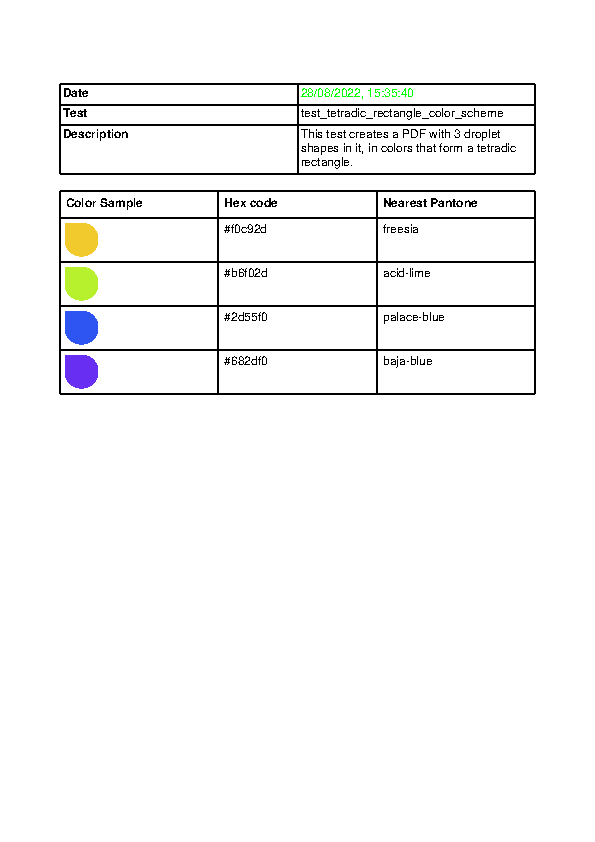 Date 28/08/2022, 15:35:40
Test test_tetradic_rectangle_color_scheme
Description This test creates a PDF with 3 droplet
shapes in it, in colors that form a tetradic
rectangle.
Color Sample Hex code Nearest Pantone
#f0c92d freesia
#b6f02d acid-lime
#2d55f0 palace-blue
#682df0 baja-blue